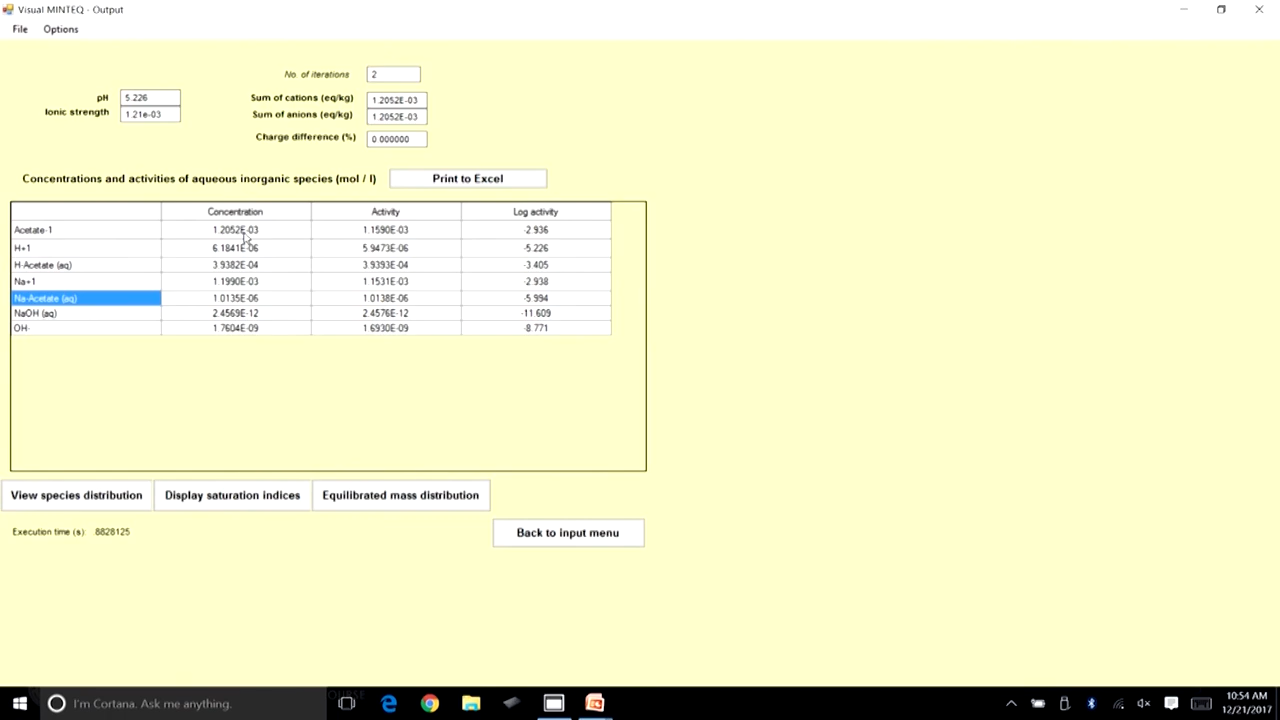 Visual MINTEQ - Output
File Options
No. of iterations 2
pH 5.226 Sum of cations (eq/kg) 1.2052E-03
Ionic strength 1.21e-03 Sum of anions (eq/kg) 1.2052E-03
Charge difference (%) 0.000000
Concentrations and activities of aqueous inorganic species (mol / l) Print to Excel
Concentration Activity Log activity
Acetate-1 1.2052E-03 1.1590E-03 -2.936
H+1 6.1841E-06 5.9473E-06 -5.226
H-Acetate (aq) 3.9382E-04 3.9393E-04 -3.405
Na+1 1.1990E-03 1.1531E-03 -2.938
Na-Acetate (aq) 1.0135E-06 1.0138E-06 -5.994
NaOH (aq) 2.4569E-12 2.4576E-12 -11.609
OH- 1.7604E-09 1.6930E-09 -8.771
View species distribution Display saturation indices Equilibrated mass distribution
Execution time (s): 8828125 Back to input menu
I'm Cortana. Ask me anything.
10:54 AM
12/21/2017